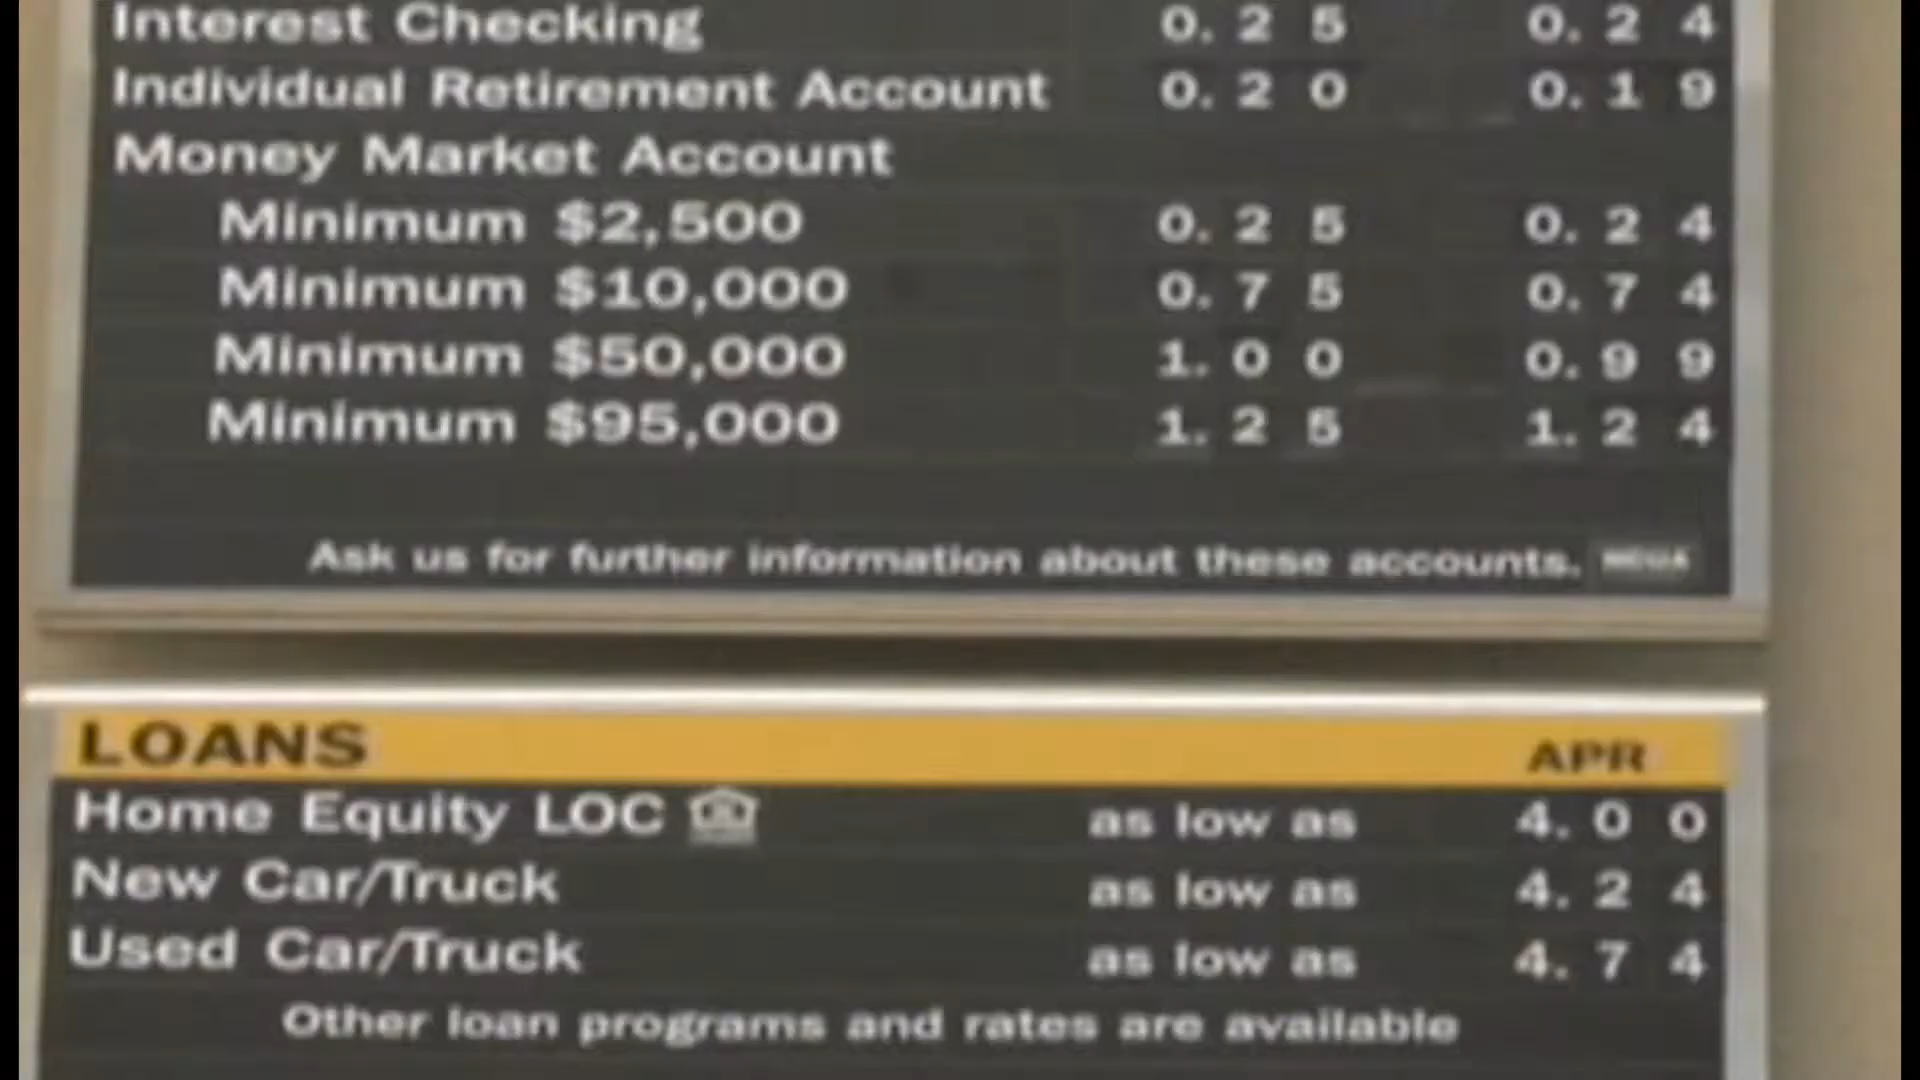 Interest Checking 0.25 0.24
Individual Retirement Account 0.20 0.19
Money Market Account
Minimum $2,500 0.25 0.24
Minimum $10,000 0.75 0.74
Minimum $50,000 1.00 0.99
Minimum $95,000 1.25 1.24
Ask us for further information about these accounts.
LOANS APR
Home Equity LOC as low as 4.00
New Car/Truck as low as 4.24
Used Car/Truck as low as 4.74
Other loan programs and rates are available